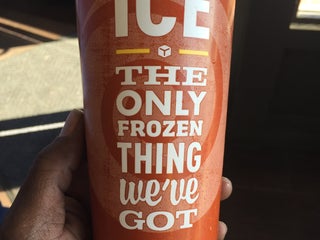 ICE
THE
ONLY
FROZEN
THING
we've
GOT